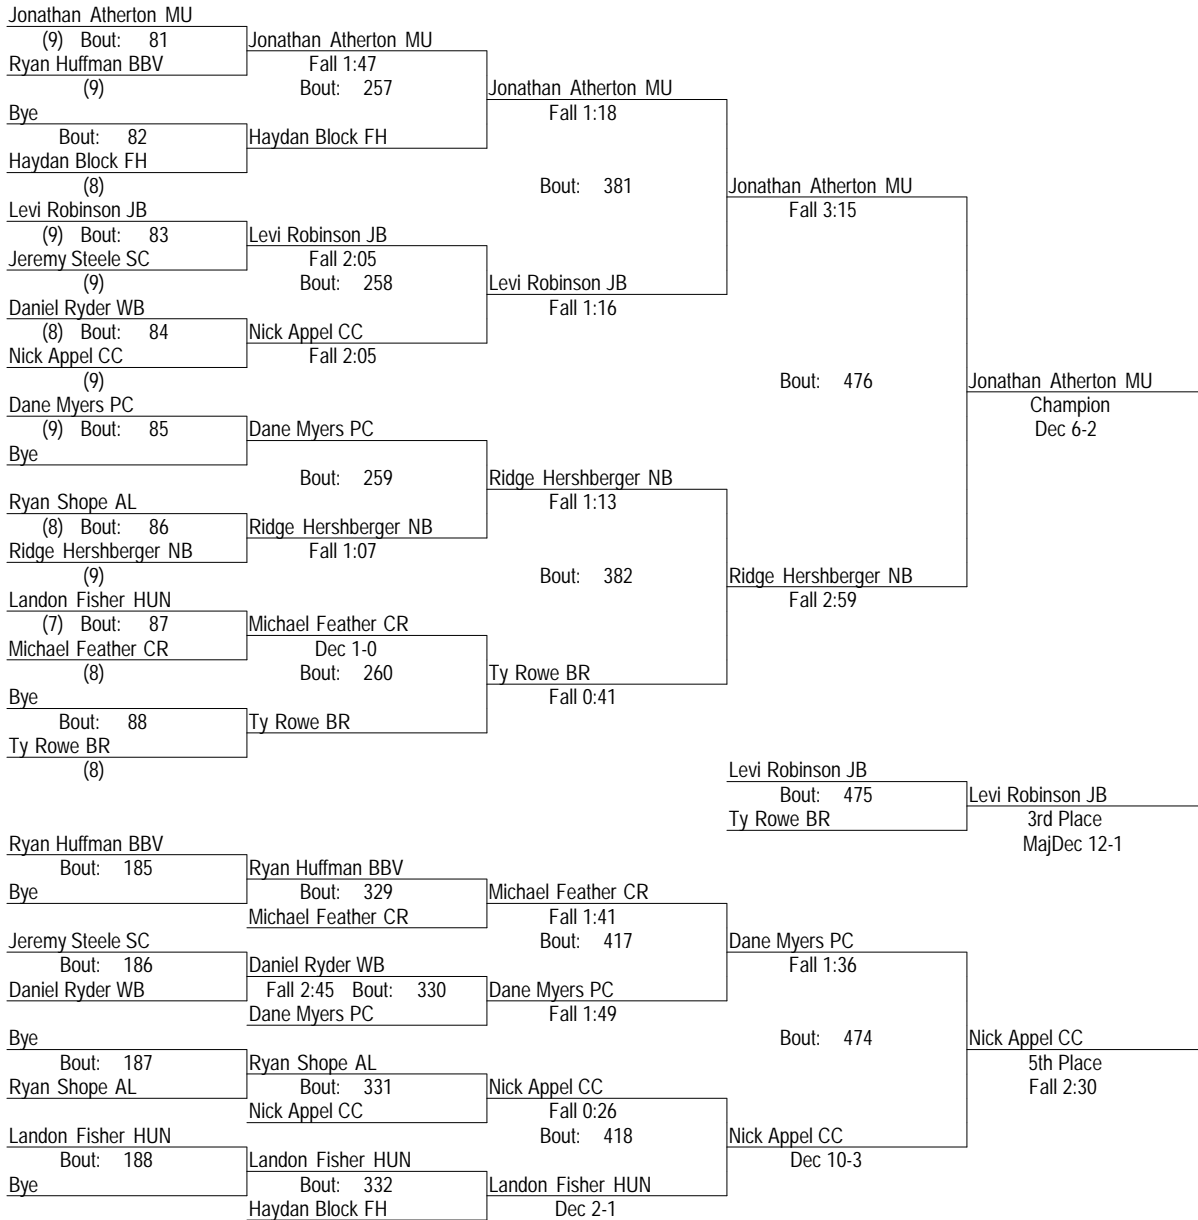 Jonathan Atherton MU
(9) Bout: 81 Jonathan Atherton MU
Ryan Huffman BBV Fall 1:47
(9) Bout: 257 Jonathan Atherton MU
Bye Fall 1:18
Bout: 82 Haydan Block FH
Haydan Block FH
(8) Bout: 381 Jonathan Atherton MU
Levi Robinson JB Fall 3:15
(9) Bout: 83 Levi Robinson JB
Jeremy Steele SC Fall 2:05
(9) Bout: 258 Levi Robinson JB
Daniel Ryder WB Fall 1:16
(8) Bout: 84 Nick Appel CC
Nick Appel CC Fall 2:05
(9) Bout: 476 Jonathan Atherton MU
Dane Myers PC Champion
(9) Bout: 85 Dane Myers PC Dec 6-2
Bye
Bout: 259 Ridge Hershberger NB
Ryan Shope AL Fall 1:13
(8) Bout: 86 Ridge Hershberger NB
Ridge Hershberger NB Fall 1:07
(9) Bout: 382 Ridge Hershberger NB
Landon Fisher HUN Fall 2:59
(7) Bout: 87 Michael Feather CR
Michael Feather CR Dec 1-0
(8) Bout: 260 Ty Rowe BR
Bye Fall 0:41
Bout: 88 Ty Rowe BR
Ty Rowe BR
(8) Levi Robinson JB
Bout: 475 Levi Robinson JB
Ty Rowe BR 3rd Place
Ryan Huffman BBV MajDec 12-1
Bout: 185 Ryan Huffman BBV
Bye Bout: 329 Michael Feather CR
Michael Feather CR Fall 1:41
Jeremy Steele SC Bout: 417 Dane Myers PC
Bout: 186 Daniel Ryder WB Fall 1:36
Daniel Ryder WB Fall 2:45 Bout: 330 Dane Myers PC
Dane Myers PC Fall 1:49
Bye Bout: 474 Nick Appel CC
Bout: 187 Ryan Shope AL 5th Place
Ryan Shope AL Bout: 331 Nick Appel CC Fall 2:30
Nick Appel CC Fall 0:26
Landon Fisher HUN Bout: 418 Nick Appel CC
Bout: 188 Landon Fisher HUN Dec 10-3
Bye Bout: 332 Landon Fisher HUN
Haydan Block FH Dec 2-1